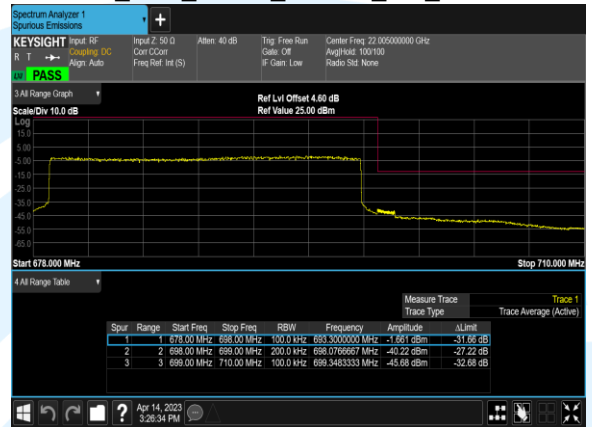 Spectrum Analyzer 1
Spurious Emissions
+
KEYSIGHT Input: RF Input Z: 50 Ω Atten: 40 dB Trig: Free Run Center Freq: 22.005000000 GHz
R T Coupling: DC Corr CCorr Gate: Off Avg|Hold: 100/100
Align: Auto Freq Ref: Int (S) IF Gain: Low Radio Std: None
PASS
3 All Range Graph
Ref Lvl Offset 4.60 dB
Scale/Div 10.0 dB Ref Value 25.00 dBm
Log
15.0
5.00
-5.00
-15.0
-25.0
-35.0
-45.0
-55.0
-65.0
Start 678.000 MHz Stop 710.000 MHz
4 All Range Table
Measure Trace Trace 1
Trace Type Trace Average (Active)
Spur Range Start Freq Stop Freq RBW Frequency Amplitude ΔLimit
1 1 678.00 MHz 698.00 MHz 100.0 kHz 693.3000000 MHz -1.661 dBm -31.66 dB
2 2 698.00 MHz 699.00 MHz 200.0 kHz 698.0766667 MHz -40.22 dBm -27.22 dB
3 3 699.00 MHz 710.00 MHz 100.0 kHz 699.3483333 MHz -45.68 dBm -32.68 dB
? Apr 14, 2023
3:26:34 PM